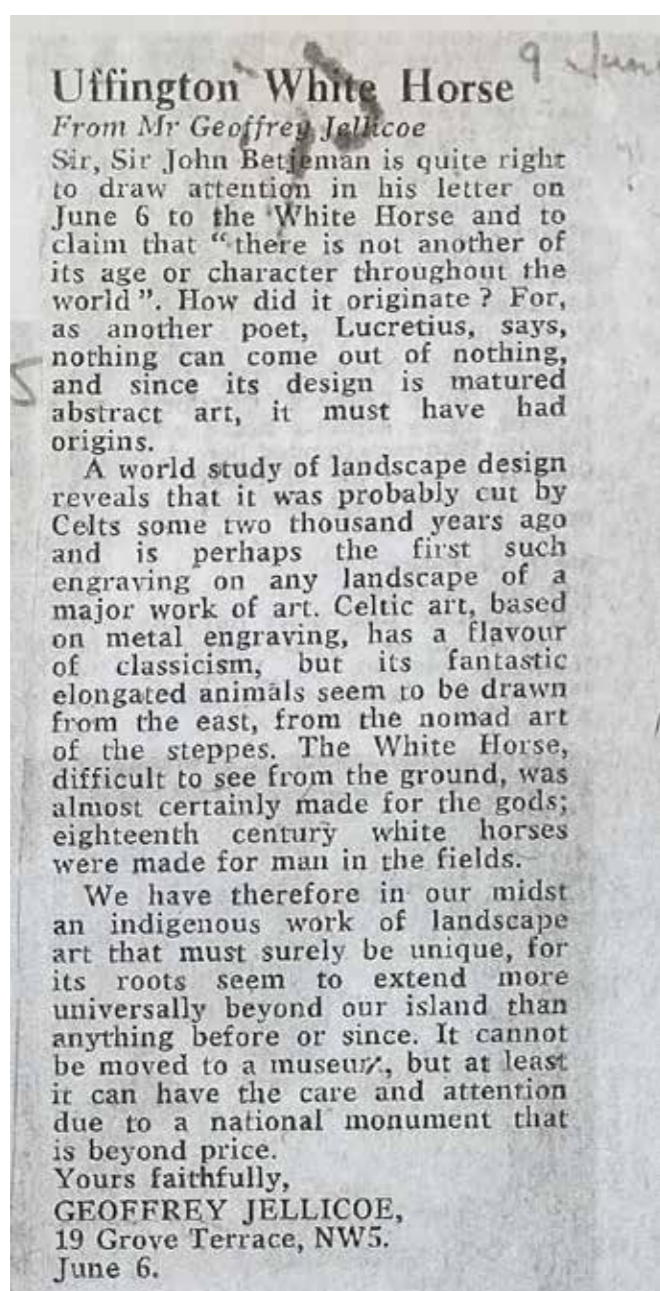 9 June
Uffington White Horse
From Mr Geoffrey Jellicoe
Sir, Sir John Betjeman is quite right
to draw attention in his letter on
June 6 to the White Horse and to
claim that “there is not another of
its age or character throughout the
world”. How did it originate? For,
as another poet, Lucretius, says,
nothing can come out of nothing,
and since its design is matured
abstract art, it must have had
origins.
A world study of landscape design
reveals that it was probably cut by
Celts some two thousand years ago
and is perhaps the first such
engraving on any landscape of a
major work of art. Celtic art, based
on metal engraving, has a flavour
of classicism, but its fantastic
elongated animals seem to be drawn
from the east, from the nomad art
of the steppes. The White Horse,
difficult to see from the ground, was
almost certainly made for the gods;
eighteenth century white horses
were made for man in the fields.
We have therefore in our midst
an indigenous work of landscape
art that must surely be unique, for
its roots seem to extend more
universally beyond our island than
anything before or since. It cannot
be moved to a museum, but at least
it can have the care and attention
due to a national monument that
is beyond price.
Yours faithfully,
GEOFFREY JELLICOE,
19 Grove Terrace, NW5.
June 6.